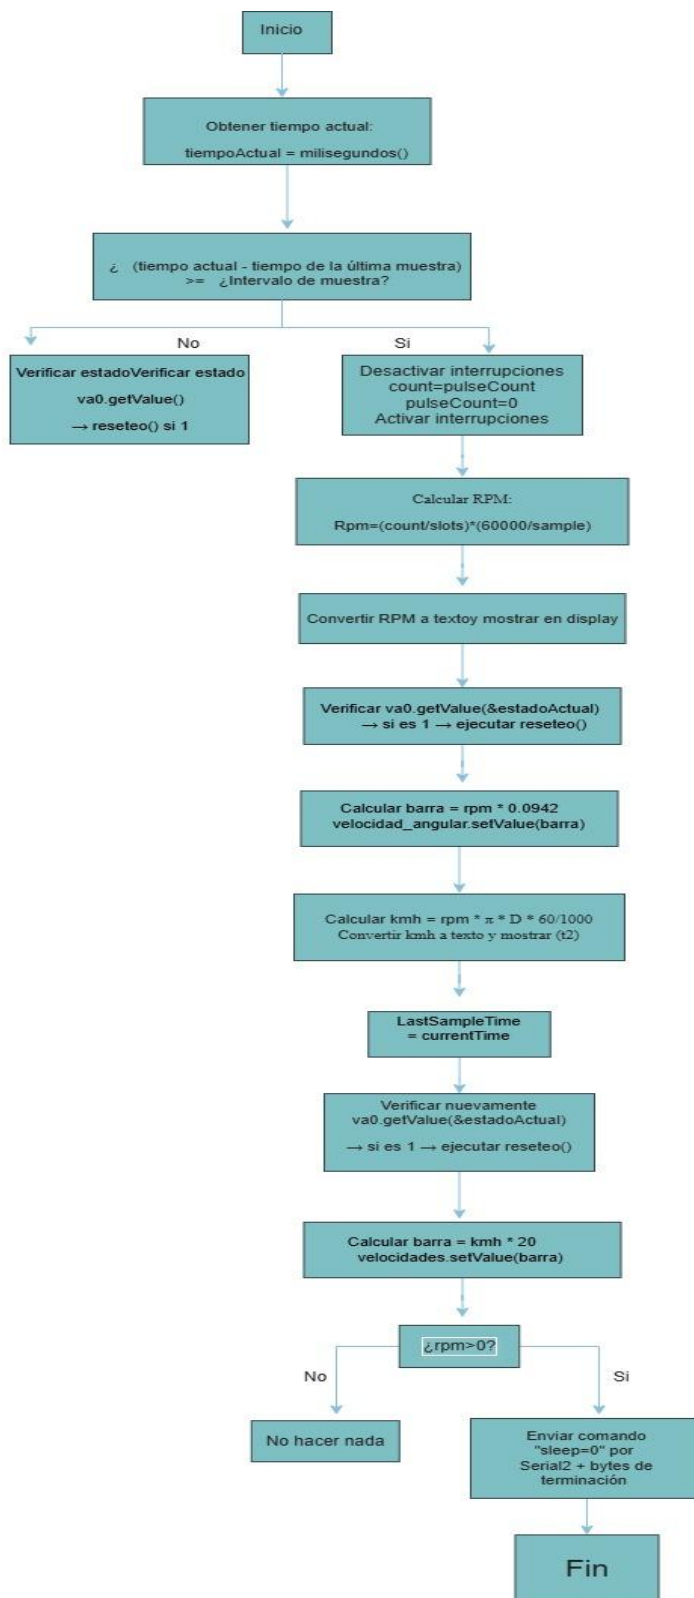 Inicio
Obtener tiempo actual:
tiempoActual = milisegundos()
¿ (tiempo actual - tiempo de la última muestra)
>= ¿Intervalo de muestra?
No
Si
Verificar estadoVerificar estado
va0.getValue()
→ reseteo() si 1
Desactivar interrupciones
count=pulseCount
pulseCount=0
Activar interrupciones
Calcular RPM:
Rpm=(count/slots)*(60000/sample)
Convertir RPM a textoy mostrar en display
Verificar va0.getValue(&estadoActual)
→ si es 1 → ejecutar reseteo()
Calcular barra = rpm * 0.0942
velocidad_angular.setValue(barra)
Calcular kmh = rpm * π * D * 60/1000
Convertir kmh a texto y mostrar (t2)
LastSampleTime
= currentTime
Verificar nuevamente
va0.getValue(&estadoActual)
→ si es 1 → ejecutar reseteo()
Calcular barra = kmh * 20
velocidades.setValue(barra)
¿rpm>0?
No
Si
No hacer nada
Enviar comando
"sleep=0" por
Serial2 + bytes de
terminación
Fin